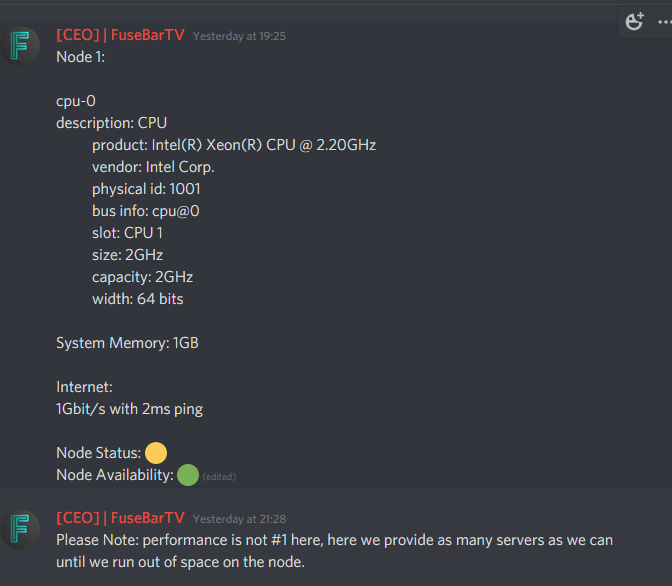 [CEO] | FuseBarTV Yesterday at 19:25
Node 1:
cpu-0
description: CPU
product: Intel(R) Xeon(R) CPU @ 2.20GHz
vendor: Intel Corp.
physical id: 1001
bus info: cpu@0
slot: CPU 1
size: 2GHz
capacity: 2GHz
width: 64 bits
System Memory: 1GB
Internet:
1Gbit/s with 2ms ping
Node Status:
Node Availability: (edited)
[CEO] | FuseBarTV Yesterday at 21:28
Please Note: performance is not #1 here, here we provide as many servers as we can
until we run out of space on the node.